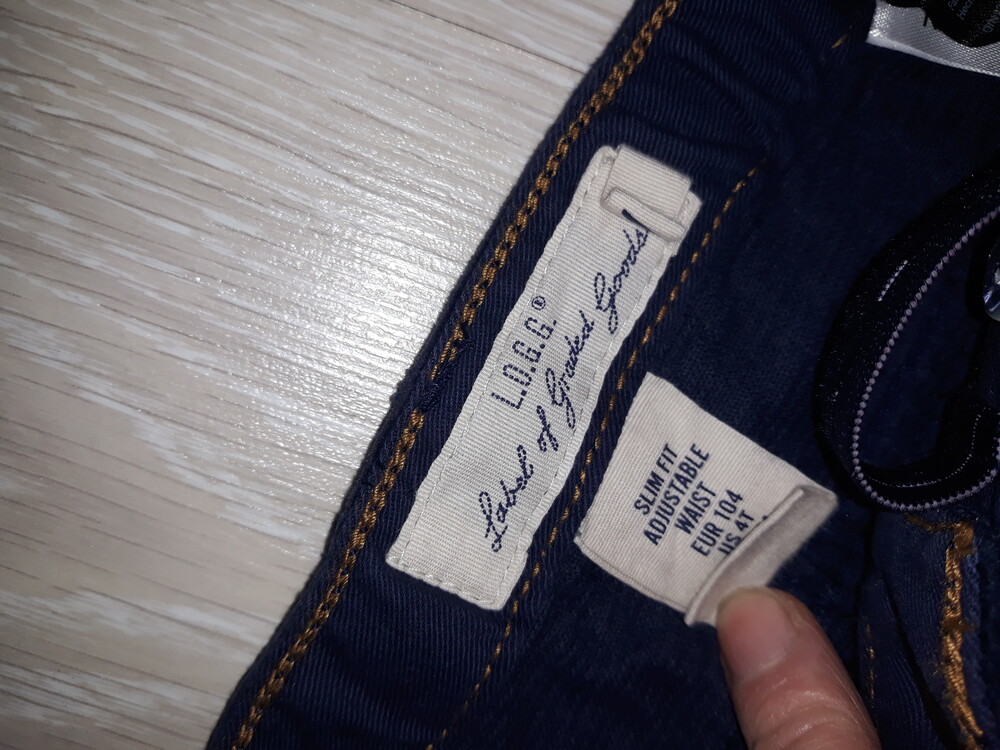 L.O.G.G.®
Label of Graded Goods
SLIM FIT
ADJUSTABLE
WAIST
EUR 104
US 4T